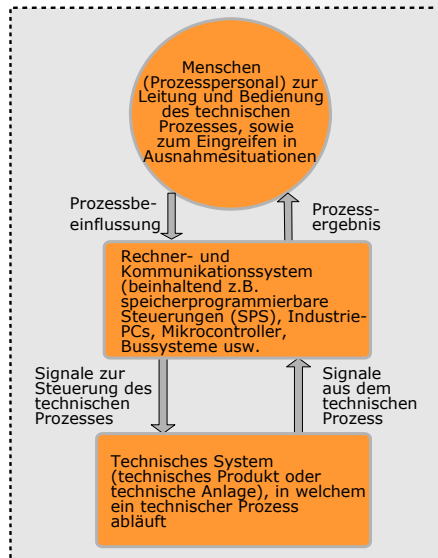 Menschen
(Prozesspersonal) zur
Leitung und Bedienung
des technischen
Prozesses, sowie
zum Eingreifen in
Ausnahmesituationen
Prozessbe-
einflussung
Prozess-
ergebnis
Rechner- und
Kommunikationssystem
(beinhaltend z.B.
speicherprogrammierbare
Steuerungen (SPS), Industrie-
PCs, Mikrocontroller,
Bussysteme usw.
Signale zur
Steuerung des
technischen
Prozesses
Signale
aus dem
technischen
Prozess
Technisches System
(technisches Produkt oder
technische Anlage), in welchem
ein technischer Prozess
abläuft